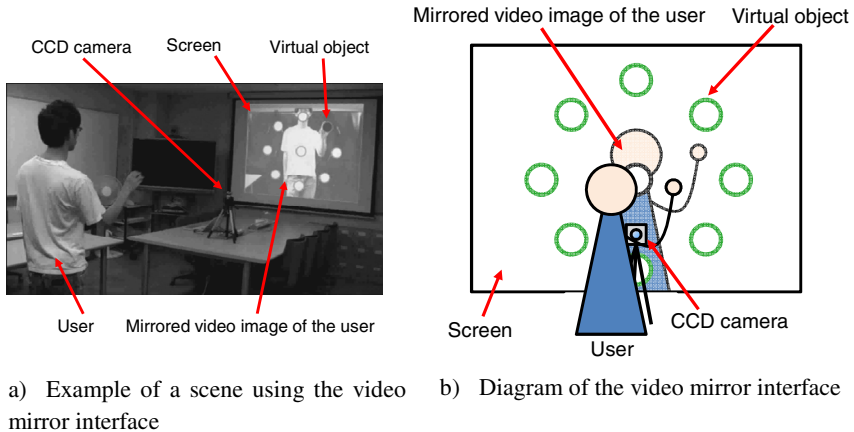 CCD camera
Screen
Virtual object
User
Mirrored video image of the user
a) Example of a scene using the video
mirror interface
Mirrored video image of the user
Virtual object
Screen
CCD camera
User
b) Diagram of the video mirror interface